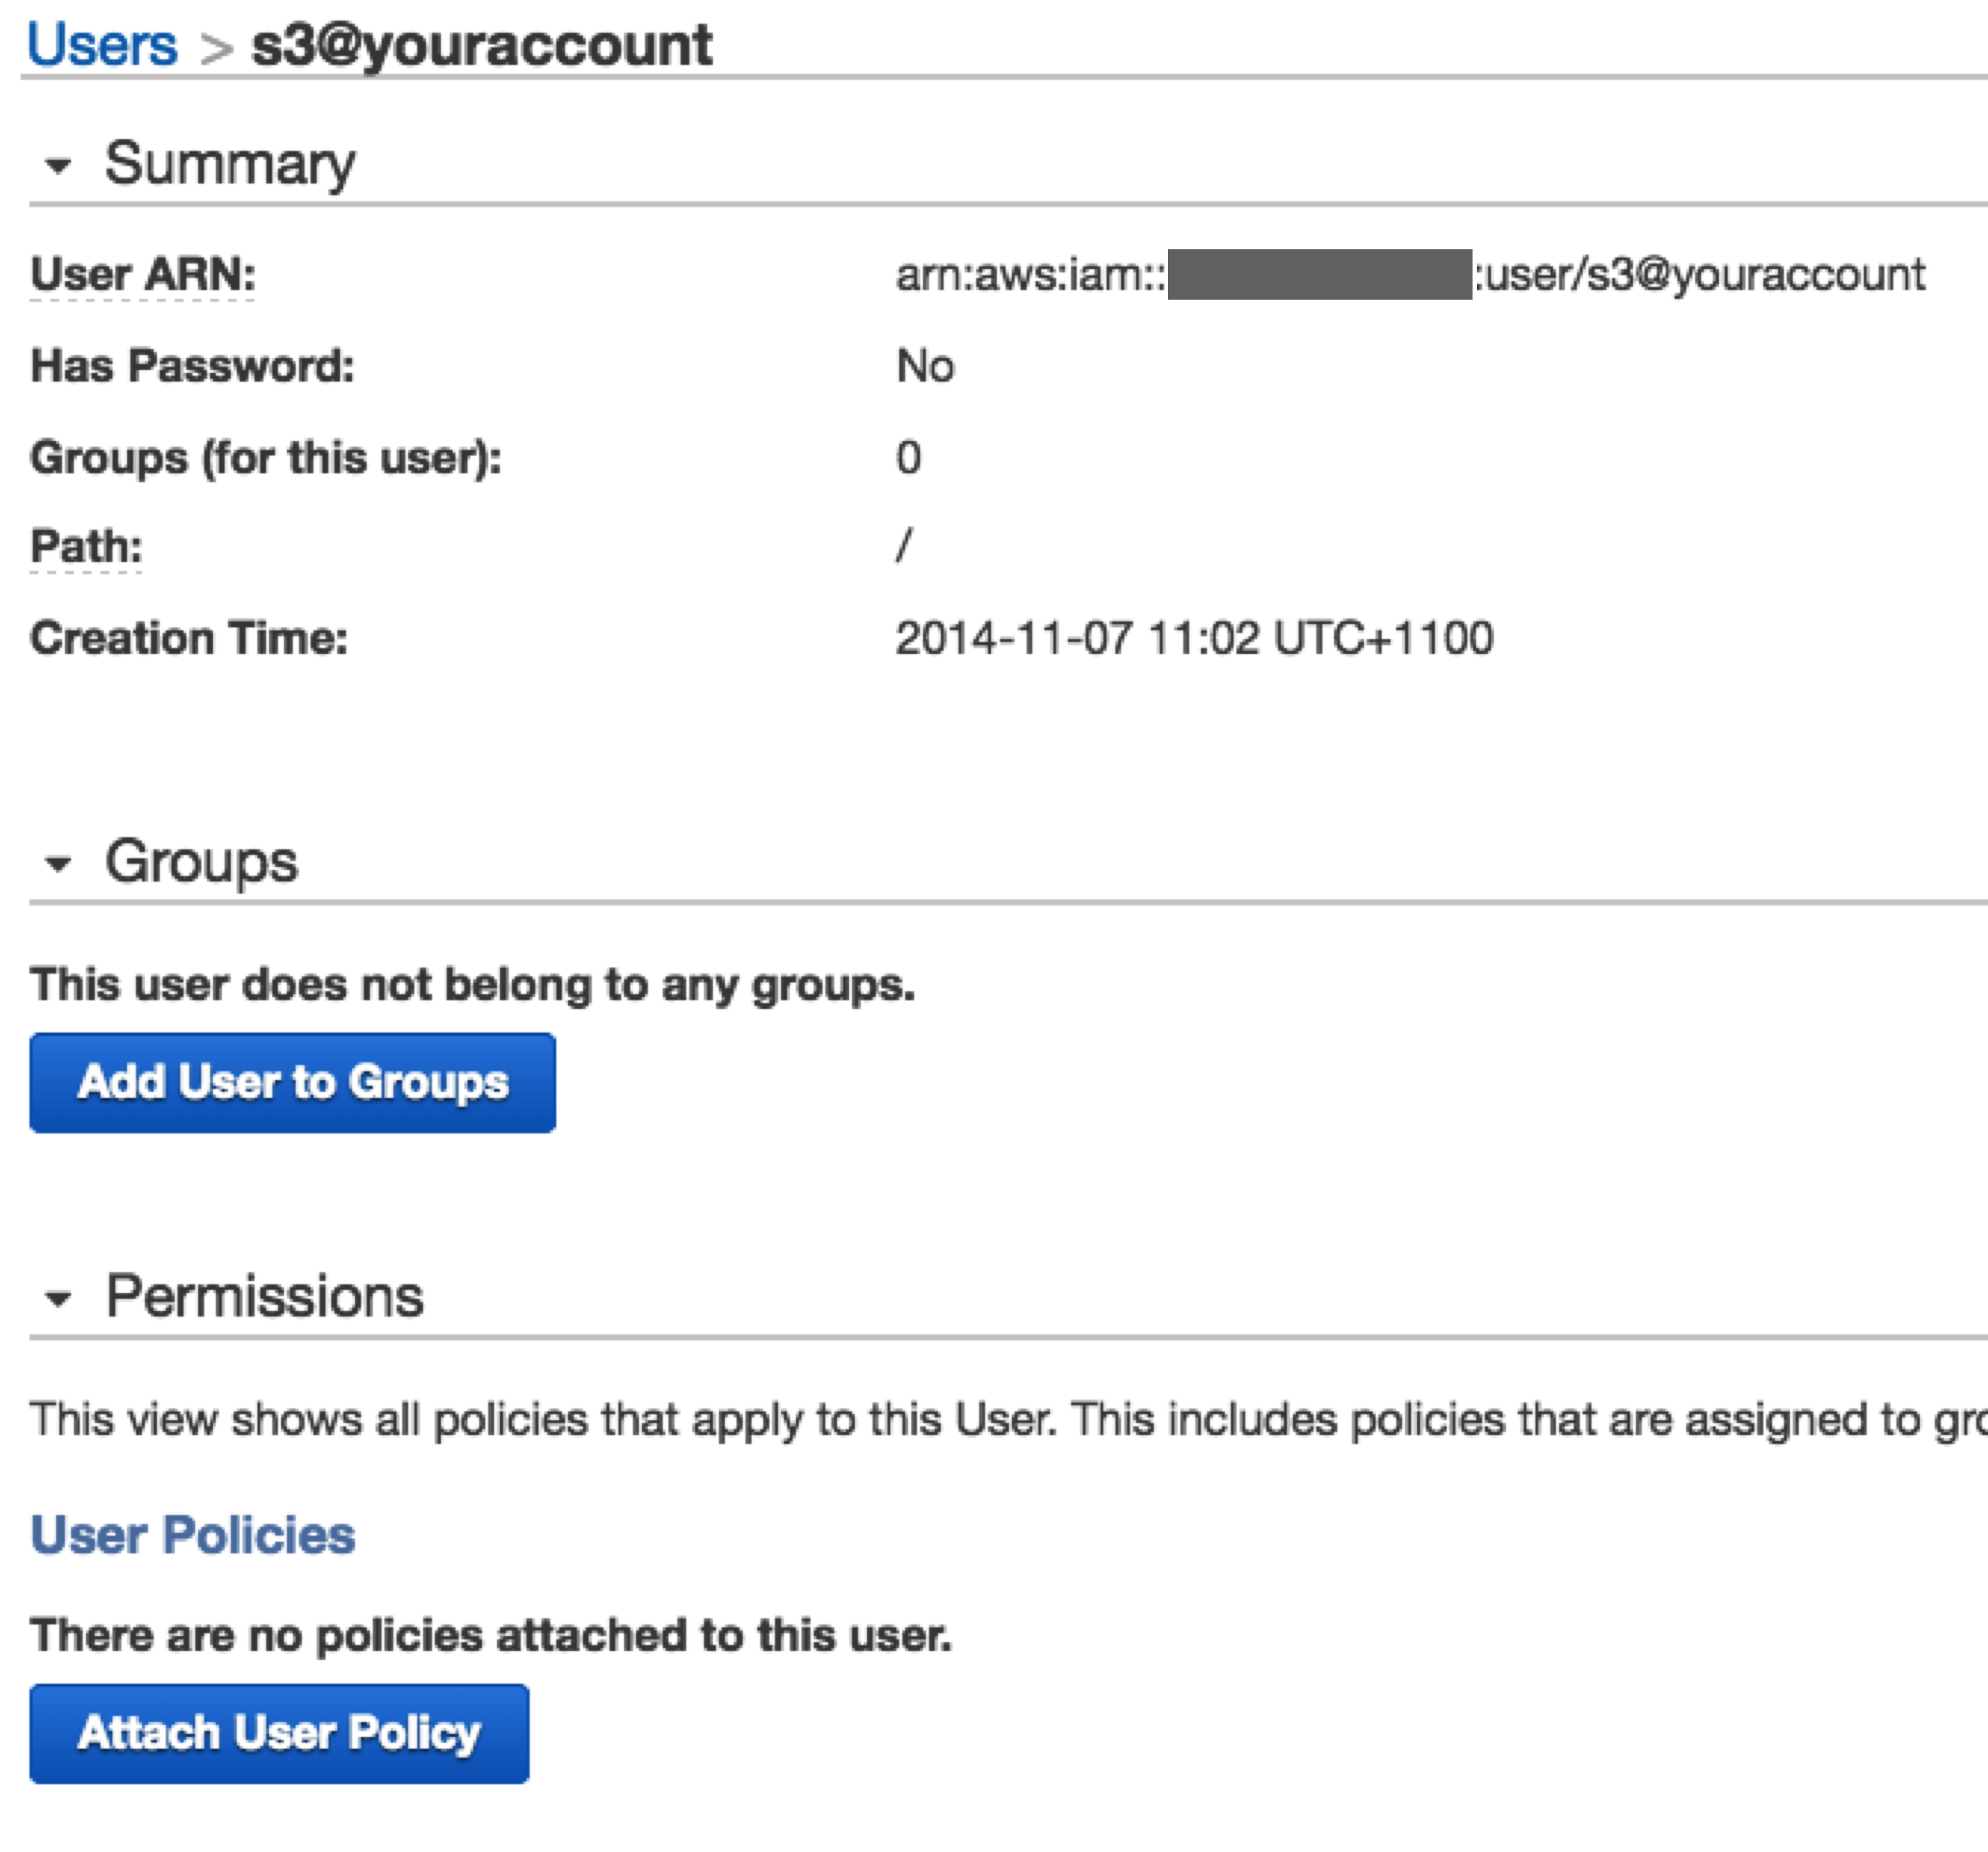 Users > s3@youraccount
Summary
User ARN: arn:aws:iam:: :user/s3@youraccount
Has Password: No
Groups (for this user): 0
Path: /
Creation Time: 2014-11-07 11:02 UTC+1100
Groups
This user does not belong to any groups.
Add User to Groups
Permissions
This view shows all policies that apply to this User. This includes policies that are assigned to
User Policies
There are no policies attached to this user.
Attach User Policy